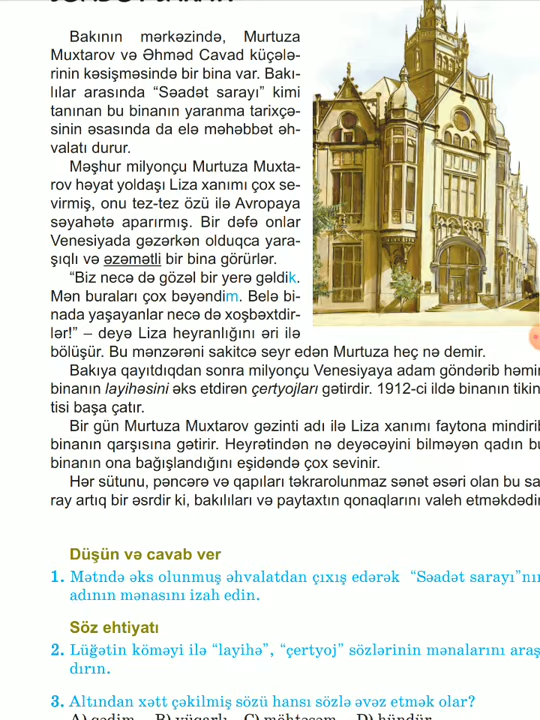 Bakının mərkəzində, Murtuza
Muxtarov və Əhməd Cavad küçələ-
rinin kəsişməsində bir bina var. Bakı-
lılar arasında “Səadət sarayı” kimi
tanınan bu binanın yaranma tarixçə-
sinin əsasında da elə məhəbbət əh-
valatı durur.
Məşhur milyonçu Murtuza Muxta-
rov həyat yoldaşı Liza xanımı çox se-
virmiş, onu tez-tez özü ilə Avropaya
səyahətə aparırmış. Bir dəfə onlar
Venesiyada gəzərkən olduqca yara-
şıqlı və əzəmətli bir bina görürlər.
“Biz necə də gözəl bir yerə gəldik.
Mən buraları çox bəyəndim. Belə bi-
nada yaşayanlar necə də xoşbəxtdir-
lər!” – deyə Liza heyranlığını əri ilə
bölüşür. Bu mənzərəni sakitcə seyr edən Murtuza heç nə demir.
Bakıya qayıtdıqdan sonra milyonçu Venesiyaya adam göndərib həmin
binanın layihəsini əks etdirən çertyojları gətirdir. 1912-ci ildə binanın tikin
tisi başa çatır.
Bir gün Murtuza Muxtarov gəzinti adı ilə Liza xanımı faytona mindirib
binanın qarşısına gətirir. Heyrətindən nə deyəcəyini bilməyən qadın bu
binanın ona bağışlandığını eşidəndə çox sevinir.
Hər sütunu, pəncərə və qapıları təkrarolunmaz sənət əsəri olan bu sa
ray artıq bir əsrdir ki, bakılıları və paytaxtın qonaqlarını valeh etməkdədir
Düşün və cavab ver
1. Mətndə əks olunmuş əhvalatdan çıxış edərək “Səadət sarayı”nın
adının mənasını izah edin.
Söz ehtiyatı
2. Lüğətin köməyi ilə “layihə”, “çertyoj” sözlərinin mənalarını araş
dırın.
3. Altından xətt çəkilmiş sözü hansı sözlə əvəz etmək olar?
A) qədim B) yüngül C) möhtəşəm D) hündür